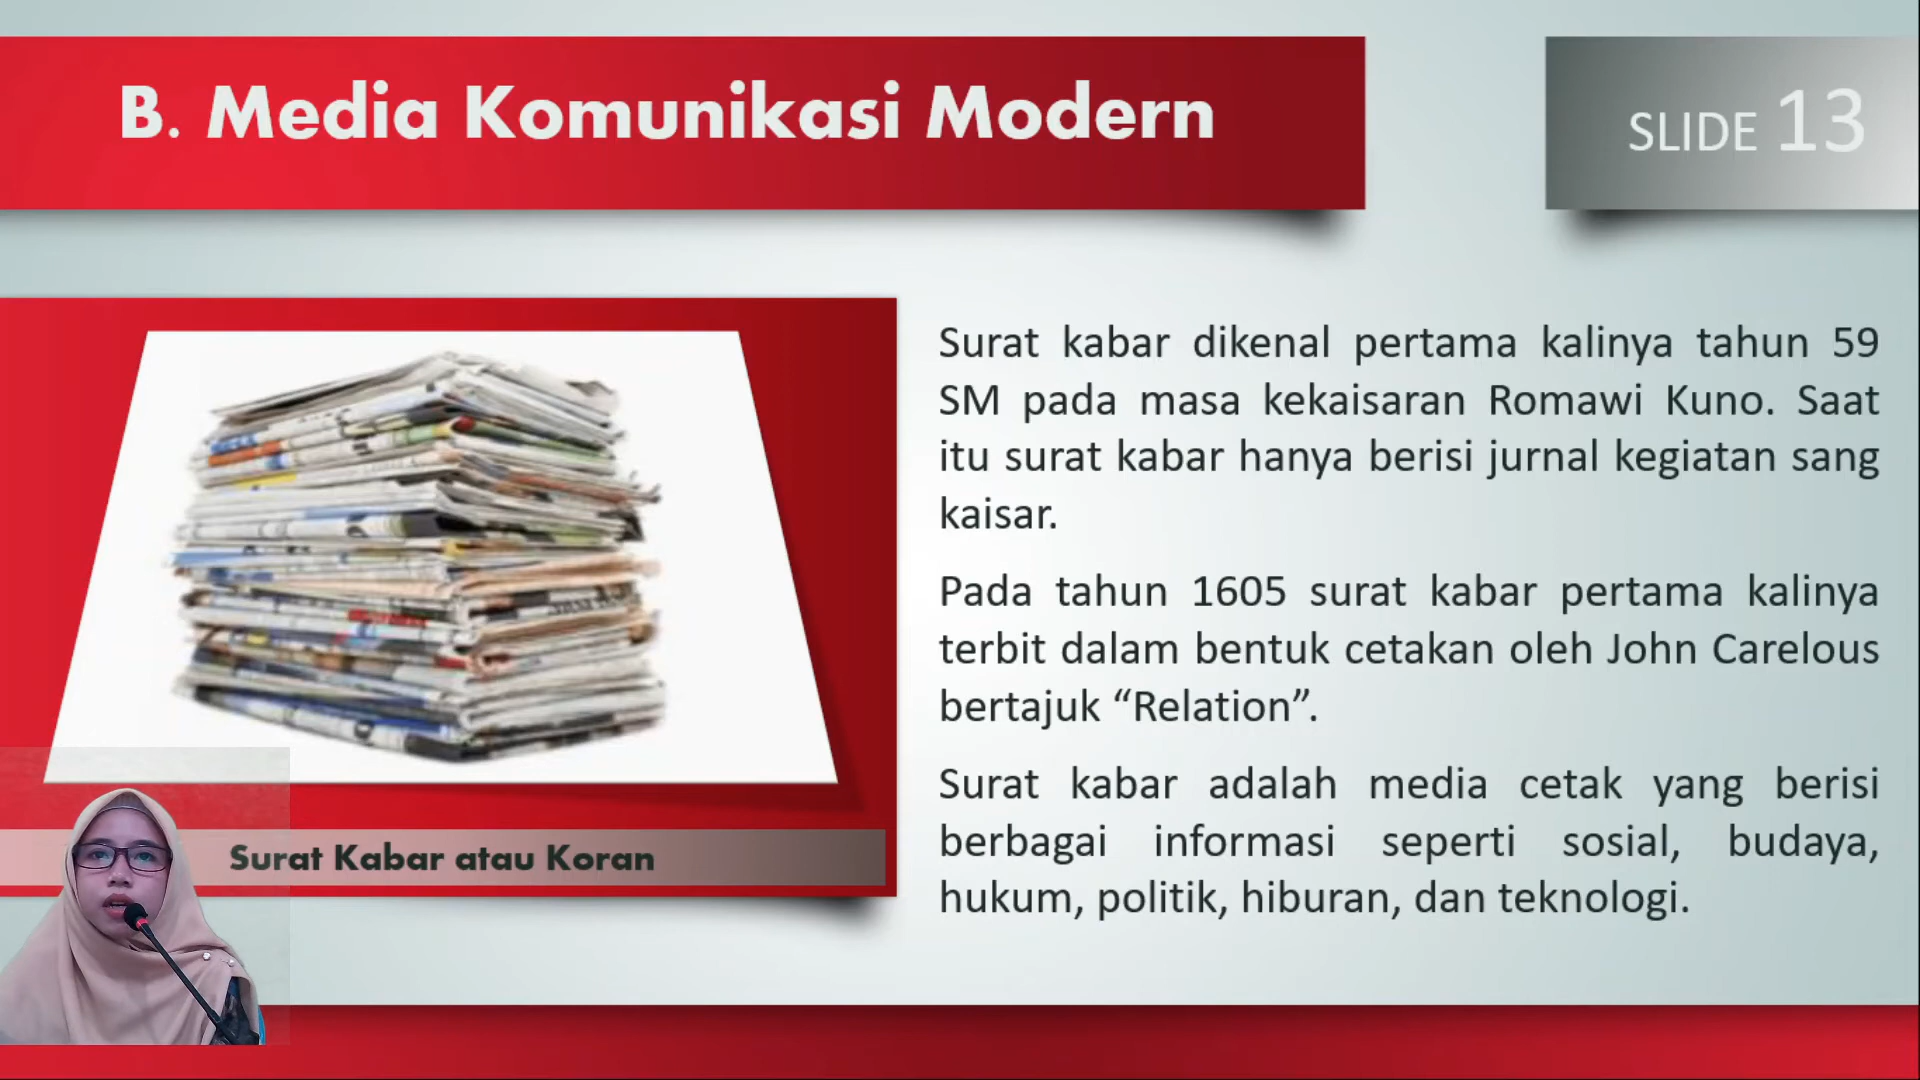 B. Media Komunikasi Modern
SLIDE 13
Surat kabar dikenal pertama kalinya tahun 59
SM pada masa kekaisaran Romawi Kuno. Saat
itu surat kabar hanya berisi jurnal kegiatan sang
kaisar.
Pada tahun 1605 surat kabar pertama kalinya
terbit dalam bentuk cetakan oleh John Carelous
bertajuk “Relation”.
Surat kabar adalah media cetak yang berisi
berbagai informasi seperti sosial, budaya,
hukum, politik, hiburan, dan teknologi.
Surat Kabar atau Koran